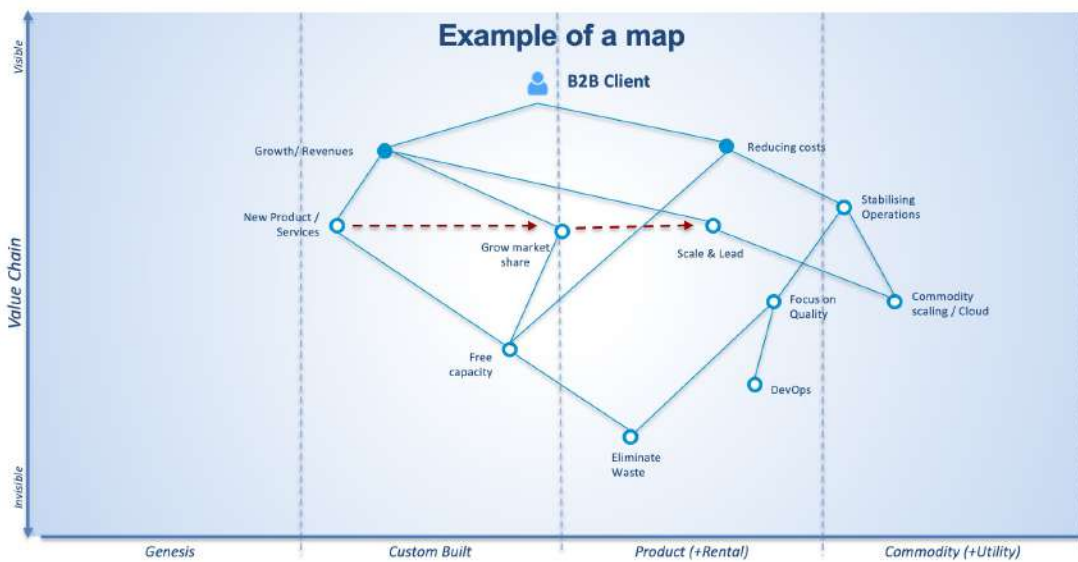 Example of a map
Visible
B2B Client
Growth/ Revenues
Reducing costs
New Product /
Services
Stabilising
Operations
Grow market
share
Scale & Lead
Value Chain
Focus on
Quality
Commodity
scaling / Cloud
Free
capacity
DevOps
Eliminate
Waste
Invisible
Genesis
Custom Built
Product (+Rental)
Commodity (+Utility)